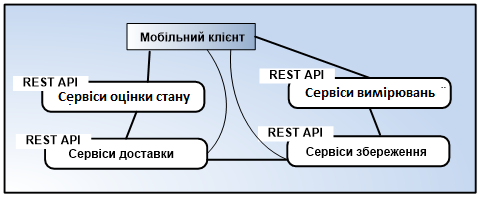 Мобільний клієнт
REST API
Сервіси оцінки стану
REST API
Сервіси вимірювань
REST API
Сервіси доставки
REST API
Сервіси збереження